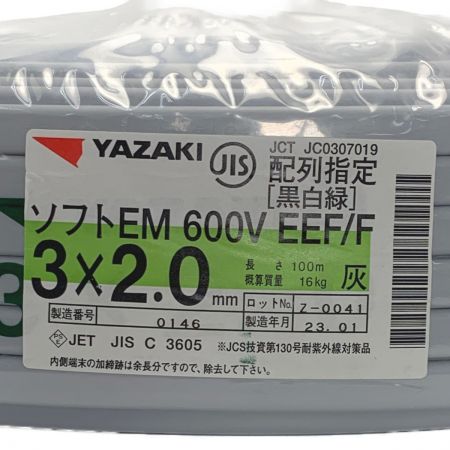 YAZAKI
JIS
JCT JC0307019
配列指定
[黒白緑]
ソフトEM 600V EEF/F
3×2.0mm
長さ 100m
概算質量 16kg
灰
製造番号 0146
ロットNo. Z-0041
製造年月 23.01
PSE JET JIS C 3605 ※JCS技資第130号耐紫外線対策品
内側端末の加締跡は余長分ですので、除去して下さい。
3